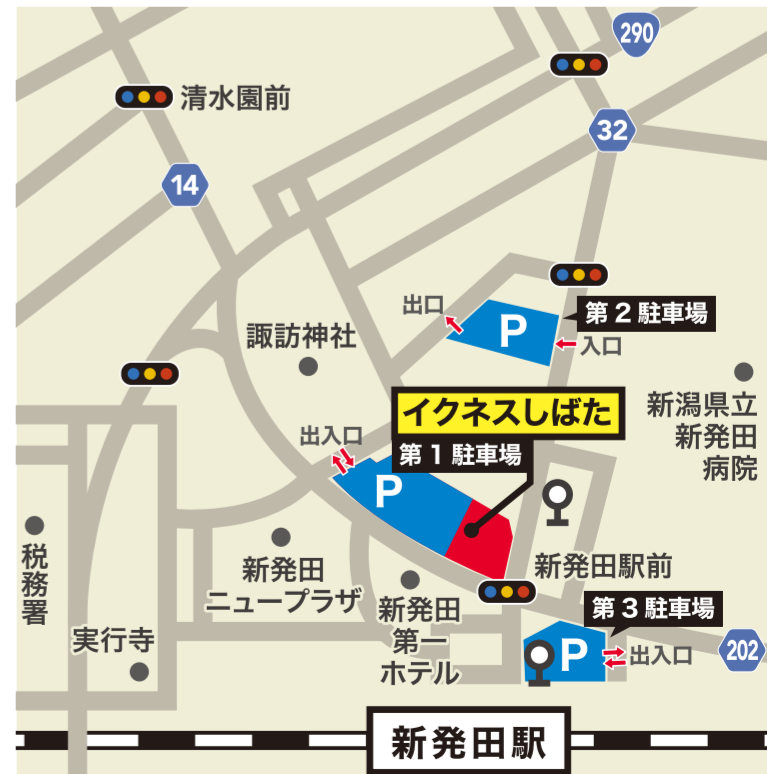 290
清水園前
32
14
出口
第2駐車場
P
入口
諏訪神社
新潟県立
新発田
病院
イクネスしばた
第1駐車場
出入口
P
税務署
新発田
ニュープラザ
新発田駅前
新発田
第一
ホテル
第3駐車場
実行寺
P
出入口
202
新発田駅